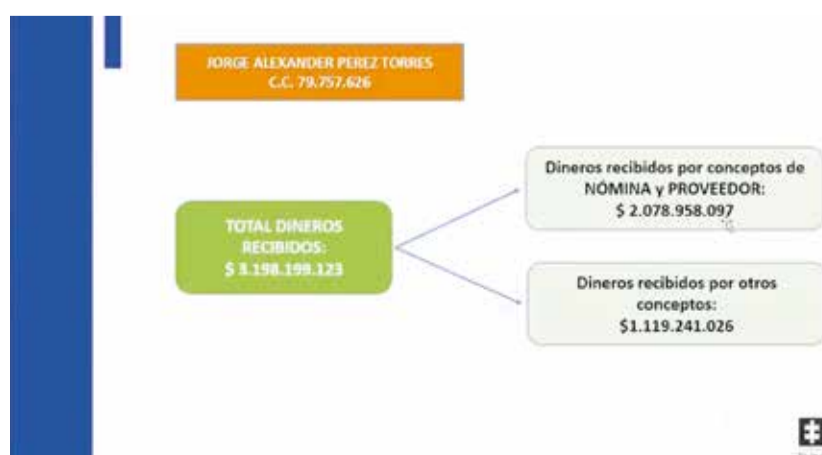 JORGE ALEXANDER PEREZ TORRES
C.C. 79.757.626
Dineros recibidos por conceptos de
NÓMINA y PROVEEDOR:
$ 2.078.958.097
TOTAL DINEROS
RECIBIDOS:
$ 3.198.199.123
Dineros recibidos por otros
conceptos:
$1.119.241.026